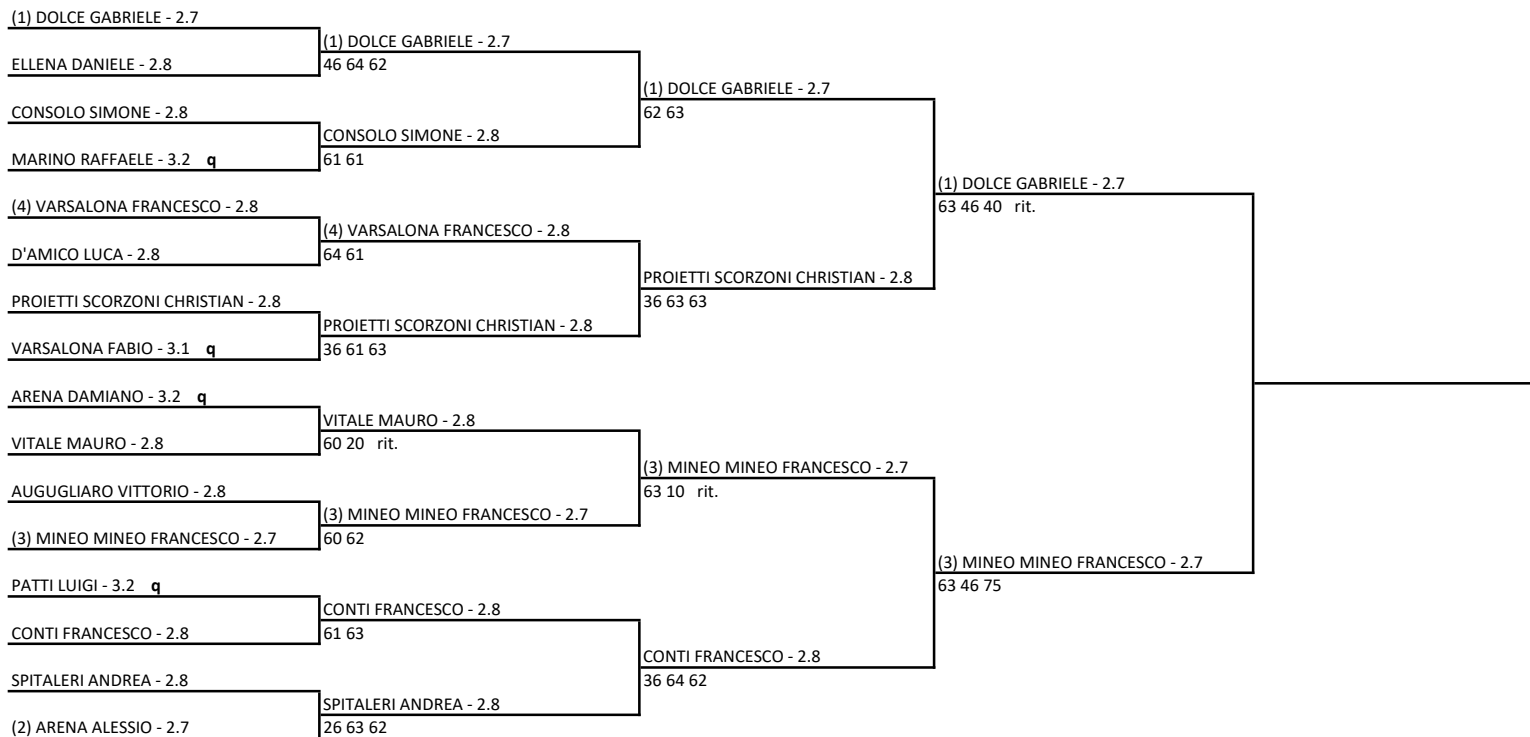 (1) DOLCE GABRIELE - 2.7
(1) DOLCE GABRIELE - 2.7
ELLENA DANIELE - 2.8
46 64 62
(1) DOLCE GABRIELE - 2.7
CONSOLO SIMONE - 2.8
62 63
CONSOLO SIMONE - 2.8
MARINO RAFFAELE - 3.2 q
61 61
(1) DOLCE GABRIELE - 2.7
(4) VARSALONA FRANCESCO - 2.8
63 46 40 rit.
(4) VARSALONA FRANCESCO - 2.8
D'AMICO LUCA - 2.8
64 61
PROIETTI SCORZONI CHRISTIAN - 2.8
PROIETTI SCORZONI CHRISTIAN - 2.8
36 63 63
PROIETTI SCORZONI CHRISTIAN - 2.8
VARSALONA FABIO - 3.1 q
36 61 63
ARENA DAMIANO - 3.2 q
VITALE MAURO - 2.8
VITALE MAURO - 2.8
60 20 rit.
(3) MINEO MINEO FRANCESCO - 2.7
AUGUGLIARO VITTORIO - 2.8
63 10 rit.
(3) MINEO MINEO FRANCESCO - 2.7
(3) MINEO MINEO FRANCESCO - 2.7
60 62
(3) MINEO MINEO FRANCESCO - 2.7
PATTI LUIGI - 3.2 q
63 46 75
CONTI FRANCESCO - 2.8
CONTI FRANCESCO - 2.8
61 63
CONTI FRANCESCO - 2.8
SPITALERI ANDREA - 2.8
36 64 62
SPITALERI ANDREA - 2.8
(2) ARENA ALESSIO - 2.7
26 63 62